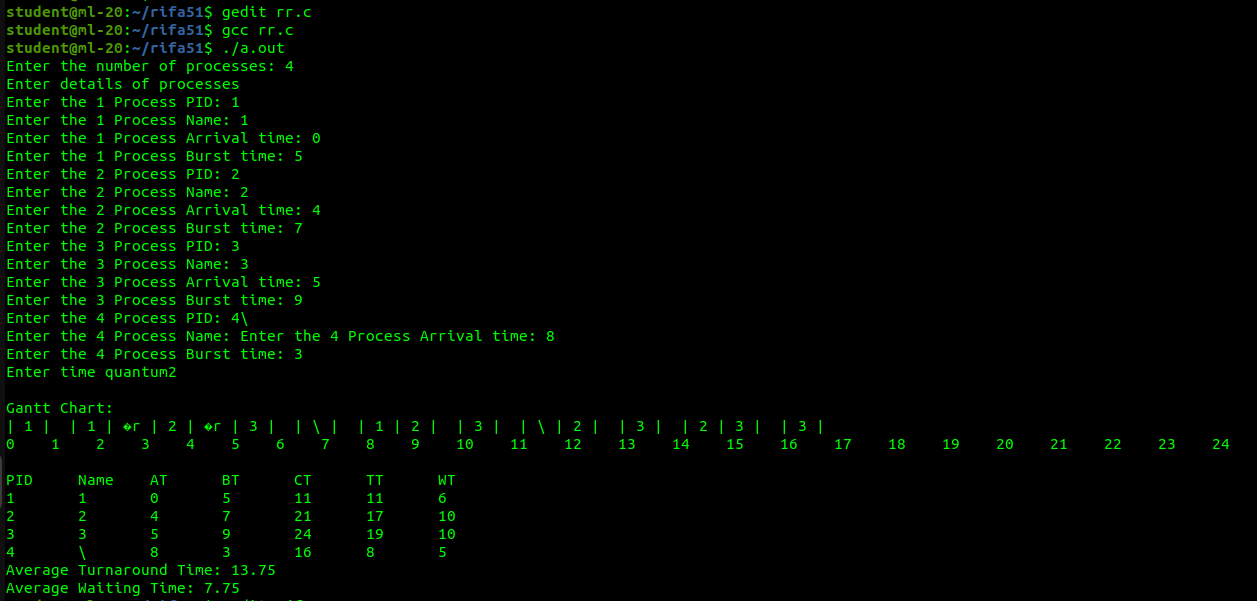 student@ml-20:~/rifa51$ gedit rr.c
student@ml-20:~/rifa51$ gcc rr.c
student@ml-20:~/rifa51$ ./a.out
Enter the number of processes: 4
Enter details of processes
Enter the 1 Process PID: 1
Enter the 1 Process Name: 1
Enter the 1 Process Arrival time: 0
Enter the 1 Process Burst time: 5
Enter the 2 Process PID: 2
Enter the 2 Process Name: 2
Enter the 2 Process Arrival time: 4
Enter the 2 Process Burst time: 7
Enter the 3 Process PID: 3
Enter the 3 Process Name: 3
Enter the 3 Process Arrival time: 5
Enter the 3 Process Burst time: 9
Enter the 4 Process PID: 4\
Enter the 4 Process Name: Enter the 4 Process Arrival time: 8
Enter the 4 Process Burst time: 3
Enter time quantum2
Gantt Chart:
| 1 |  | 1 | �r | 2 | �r | 3 |  | \ |  | 1 | 2 |  | 3 |  | \ | 2 |  | 3 |  | 2 | 3 |  | 3 |
0    1    2    3    4    5    6    7    8    9    10    11    12    13    14    15    16    17    18    19    20    21    22    23    24
PID     Name    AT      BT      CT      TT      WT
1       1       0       5       11      11      6
2       2       4       7       21      17      10
3       3       5       9       24      19      10
4       \       8       3       16      8       5
Average Turnaround Time: 13.75
Average Waiting Time: 7.75